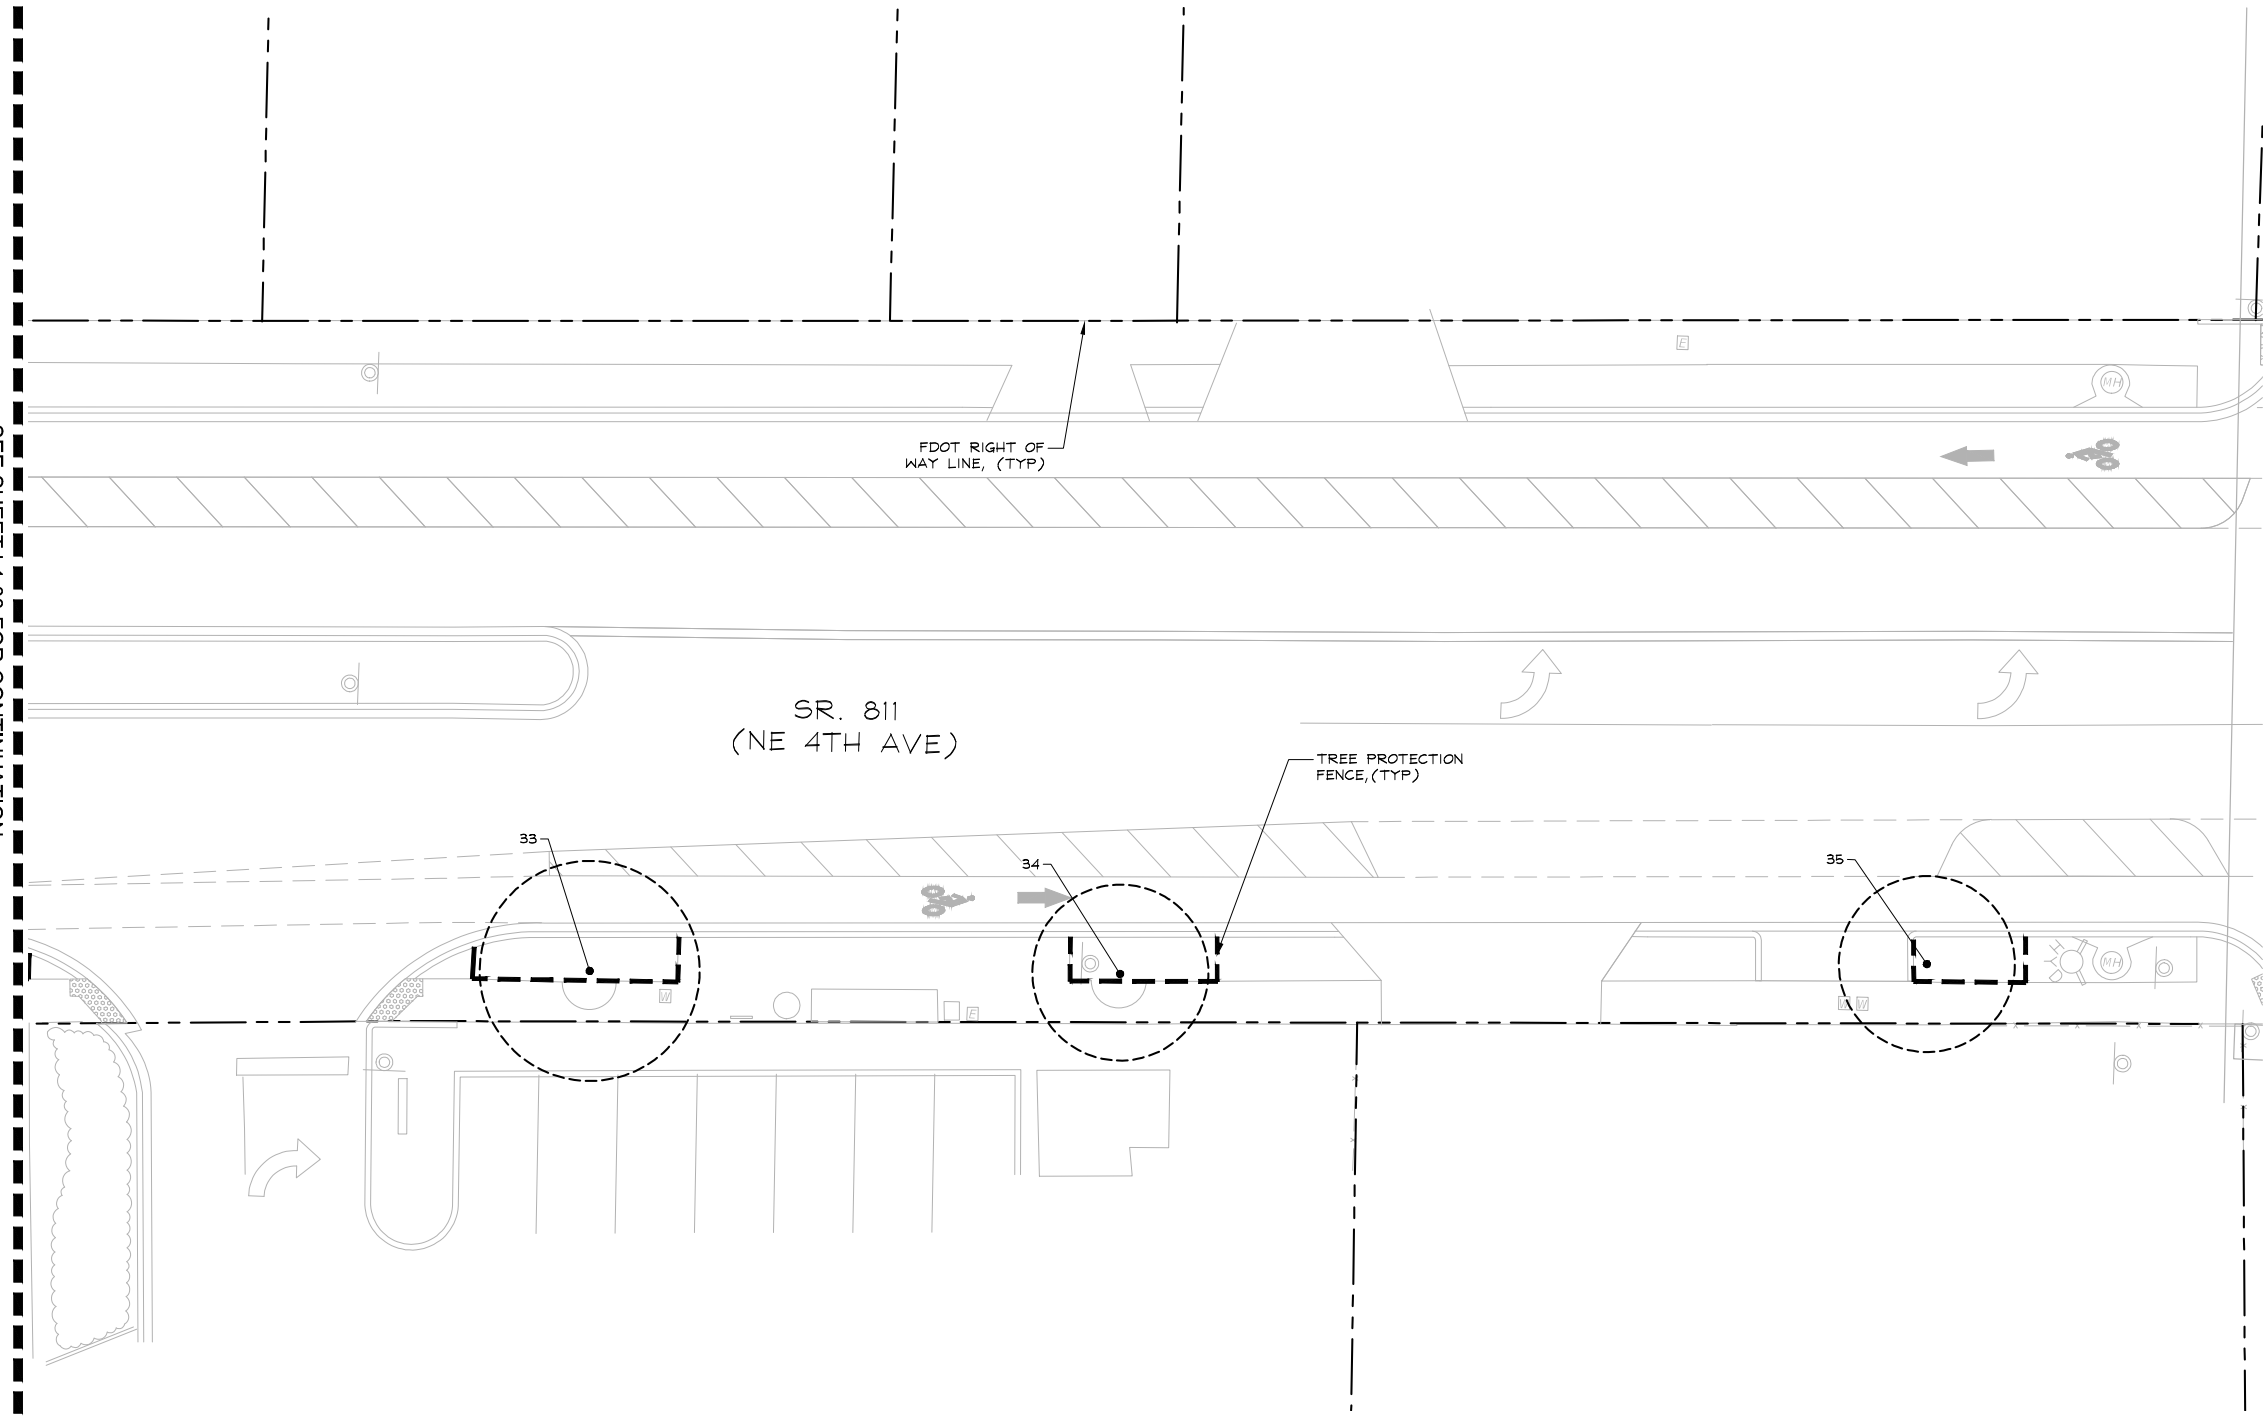 E
MH
FDOT RIGHT OF
WAY LINE, (TYP)
SR. 811
(NE 4TH AVE)
TREE PROTECTION
FENCE,(TYP)
33
34
35
MH
W
E
W W